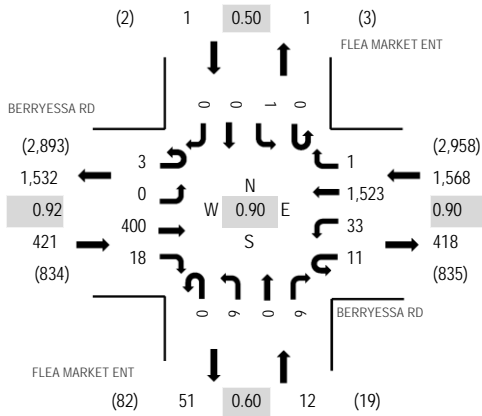 (2) 1 0.50 1 (3)
FLEA MARKET ENT
0 0 1 0
BERRYESSA RD
(2,893)
1,532
0.92
421
(834)
3
0
400
18
N
W 0.90 E
S
1
1,523
33
11
(2,958)
1,568
0.90
418
(835)
0 6 0 6
BERRYESSA RD
FLEA MARKET ENT
(82) 51 0.60 12 (19)